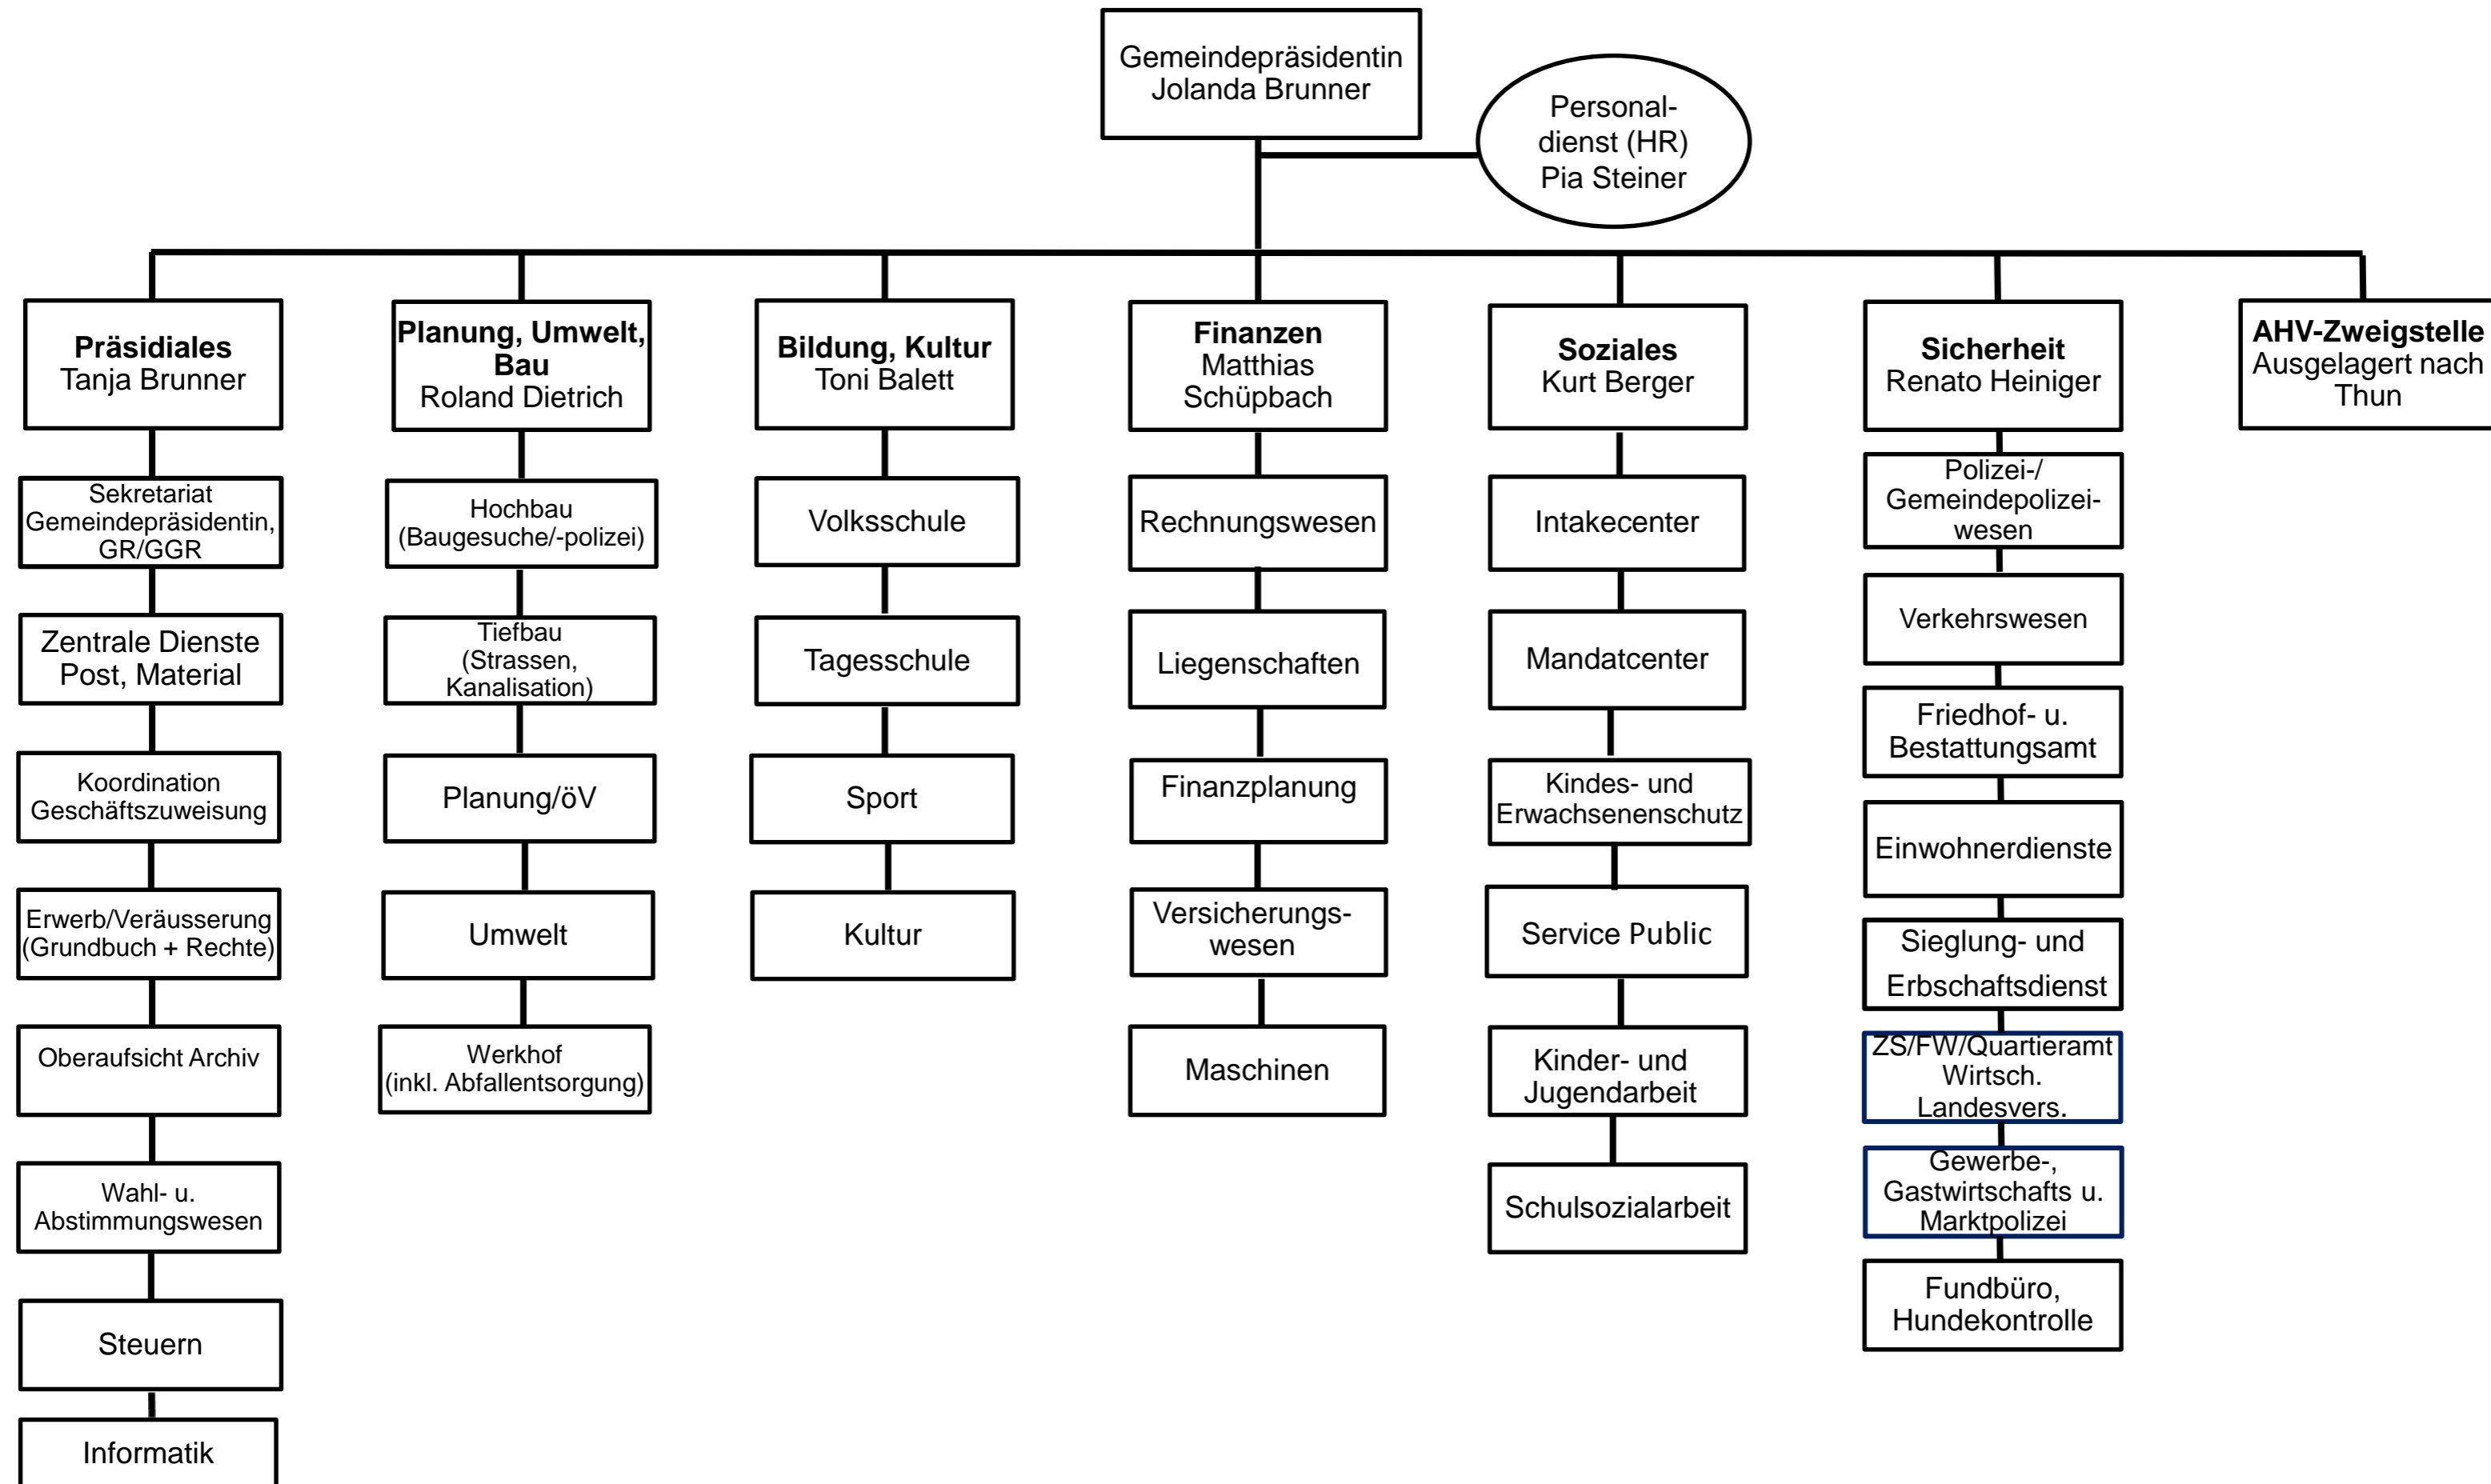 Gemeindepräsidentin
Jolanda Brunner
Personal-
dienst (HR)
Pia Steiner
Präsidiales
Tanja Brunner
Sekretariat
Gemeindepräsidentin,
GR/GGR
Zentrale Dienste
Post, Material
Koordination
Geschäftszuweisung
Erwerb/Veräusserung
(Grundbuch + Rechte)
Oberaufsicht Archiv
Wahl- u.
Abstimmungswesen
Steuern
Informatik
Planung, Umwelt,
Bau
Roland Dietrich
Hochbau
(Baugesuche/-polizei)
Tiefbau
(Strassen,
Kanalisation)
Planung/öV
Umwelt
Werkhof
(inkl. Abfallentsorgung)
Bildung, Kultur
Toni Balett
Volksschule
Tagesschule
Sport
Kultur
Finanzen
Matthias
Schüpbach
Rechnungswesen
Liegenschaften
Finanzplanung
Versicherungs-
wesen
Maschinen
Soziales
Kurt Berger
Intakecenter
Mandatcenter
Kindes- und
Erwachsenenschutz
Service Public
Kinder- und
Jugendarbeit
Schulsozialarbeit
Sicherheit
Renato Heiniger
Polizei-/
Gemeindepolizei-
wesen
Verkehrswesen
Friedhof- u.
Bestattungsamt
Einwohnerdienste
Sieglung- und
Erbschaftsdienst
ZS/FW/Quartieramt
Wirtsch.
Landesvers.
Gewerbe-,
Gastwirtschafts u.
Marktpolizei
Fundbüro,
Hundekontrolle
AHV-Zweigstelle
Ausgelagert nach
Thun